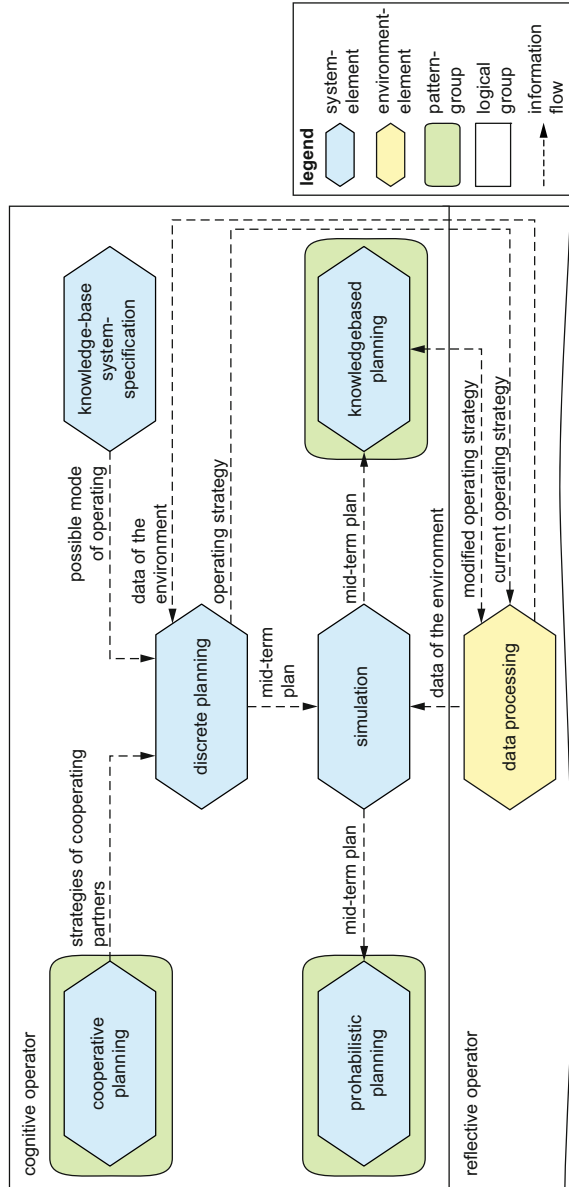 cognitive operator
cooperative
planning
strategies of cooperating
partners
possible mode
of operating
knowledge-base
system-
specification
data of the
environment
discrete planning
operating strategy
mid-term
plan
prohabilistic
planning
mid-term plan
simulation
mid-term plan
knowledgebased
planning
data of the environment
modified operating strategy
current operating strategy
reflective operator
data processing
legend
system-
element
environment-
element
pattern-
group
logical
group
information
flow